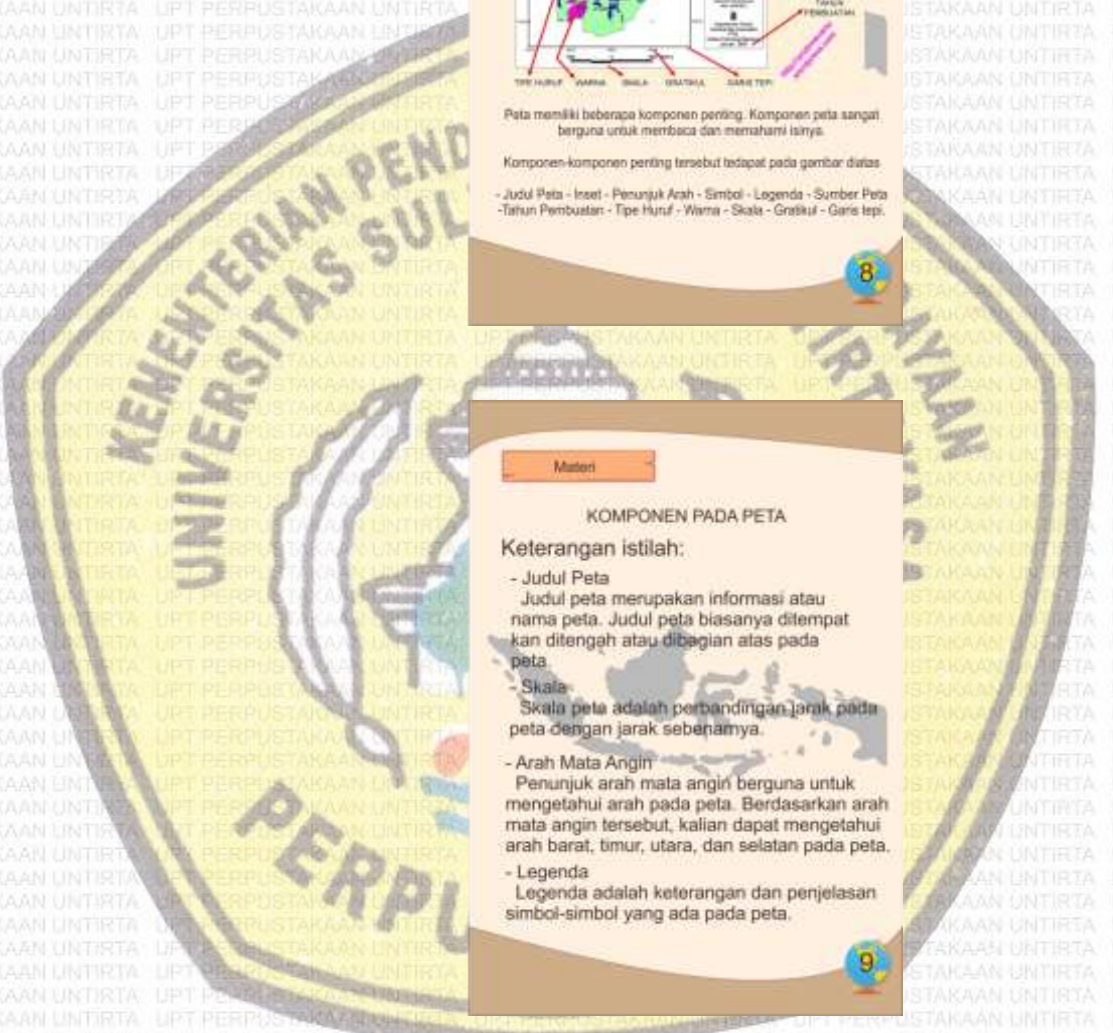 TAHUN
PEMBUATAN
TIPE HURUF WARNA SKALA GRATIKUL GARIS TEPI
Peta memiliki beberapa komponen penting. Komponen peta sangat
berguna untuk membaca dan memahami isinya.
Komponen-komponen penting tersebut tedapat pada gambar diatas
- Judul Peta - Inset - Penunjuk Arah - Simbol - Legenda - Sumber Peta
-Tahun Pembuatan - Tipe Huruf - Warna - Skala - Gratikul - Garis tepi.
8
Materi
KOMPONEN PADA PETA
Keterangan istilah:
- Judul Peta
Judul peta merupakan informasi atau
nama peta. Judul peta biasanya ditempat
kan ditengah atau dibagian atas pada
peta
- Skala
Skala peta adalah perbandingan jarak pada
peta dengan jarak sebenarnya.
- Arah Mata Angin
Penunjuk arah mata angin berguna untuk
mengetahui arah pada peta. Berdasarkan arah
mata angin tersebut, kalian dapat mengetahui
arah barat, timur, utara, dan selatan pada peta.
- Legenda
Legenda adalah keterangan dan penjelasan
simbol-simbol yang ada pada peta.
9